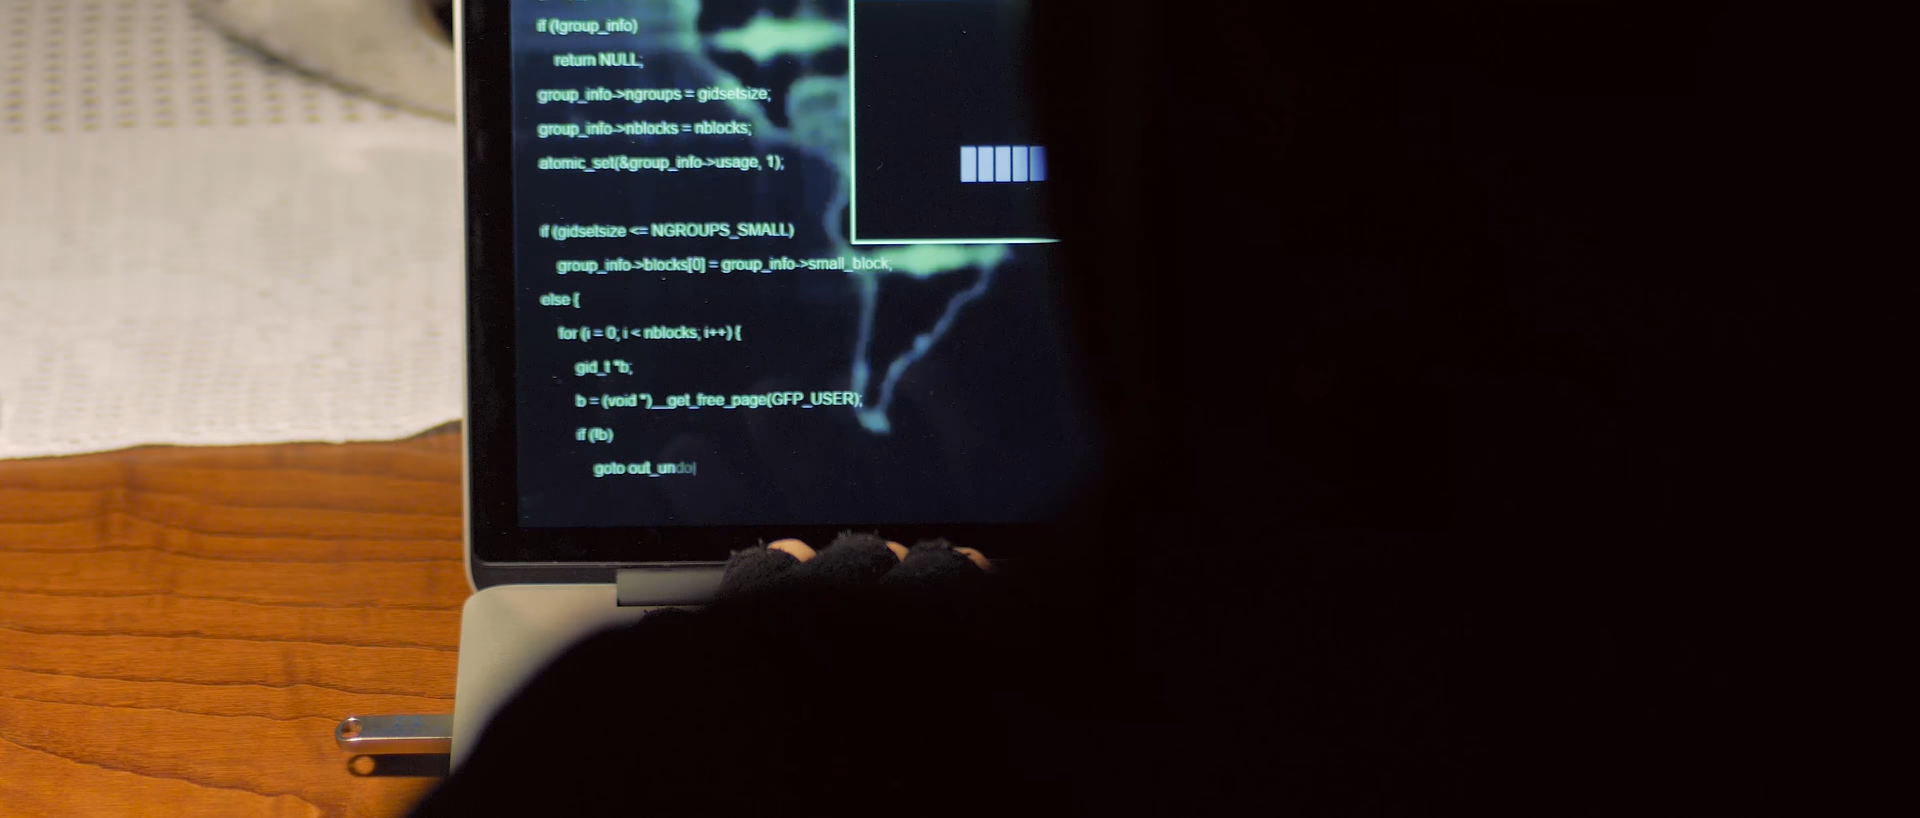 if (!group_info)
return NULL;
group_info->ngroups = gidsetsize;
group_info->nblocks = nblocks;
atomic_set(&group_info->usage, 1);
if (gidsetsize <= NGROUPS_SMALL)
group_info->blocks[0] = group_info->small_block;
else {
for (i = 0; i < nblocks; i++) {
gid_t *b;
b = (void *)__get_free_page(GFP_USER);
if (!b)
goto out_undo|